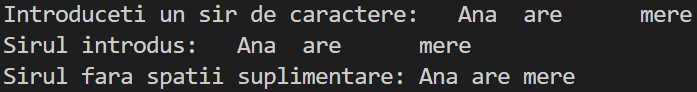 Introduceti un sir de caractere:   Ana  are      mere
Sirul introdus:   Ana  are      mere
Sirul fara spatii suplimentare: Ana are mere